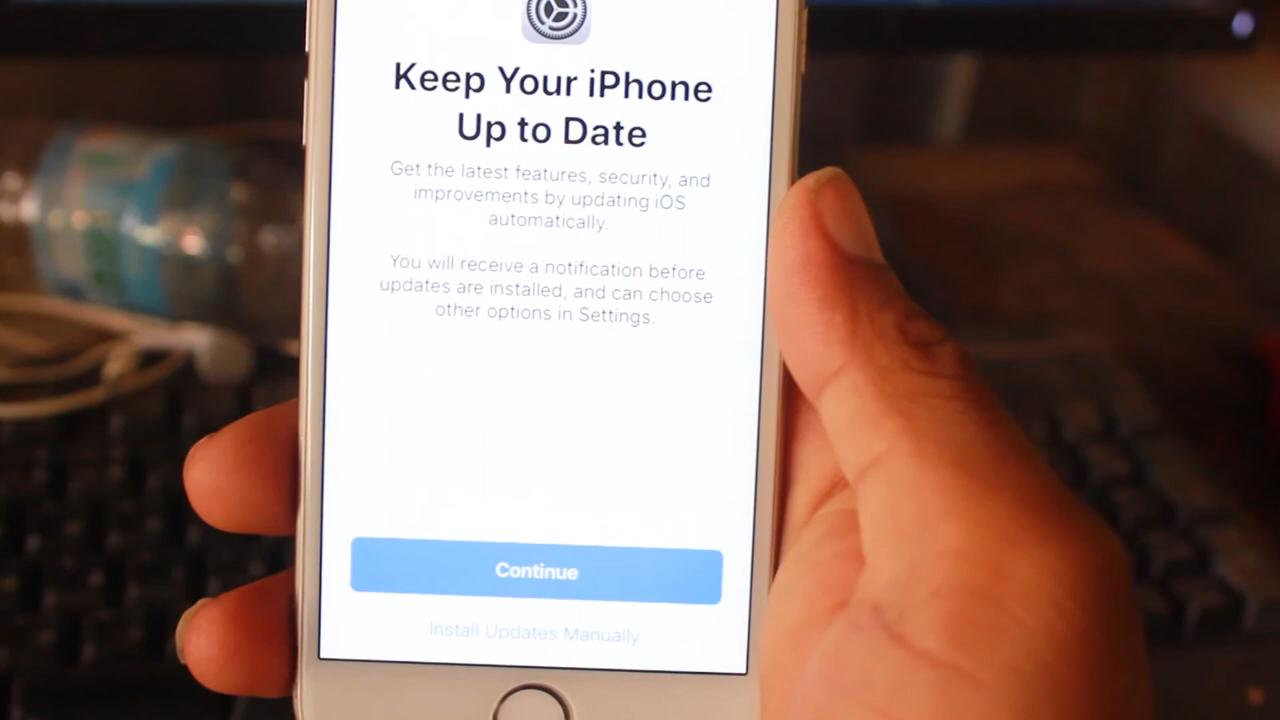 Keep Your iPhone
Up to Date
Get the latest features, security, and
improvements by updating iOS
automatically.
You will receive a notification before
updates are installed, and can choose
other options in Settings.
Continue
Install Updates Manually